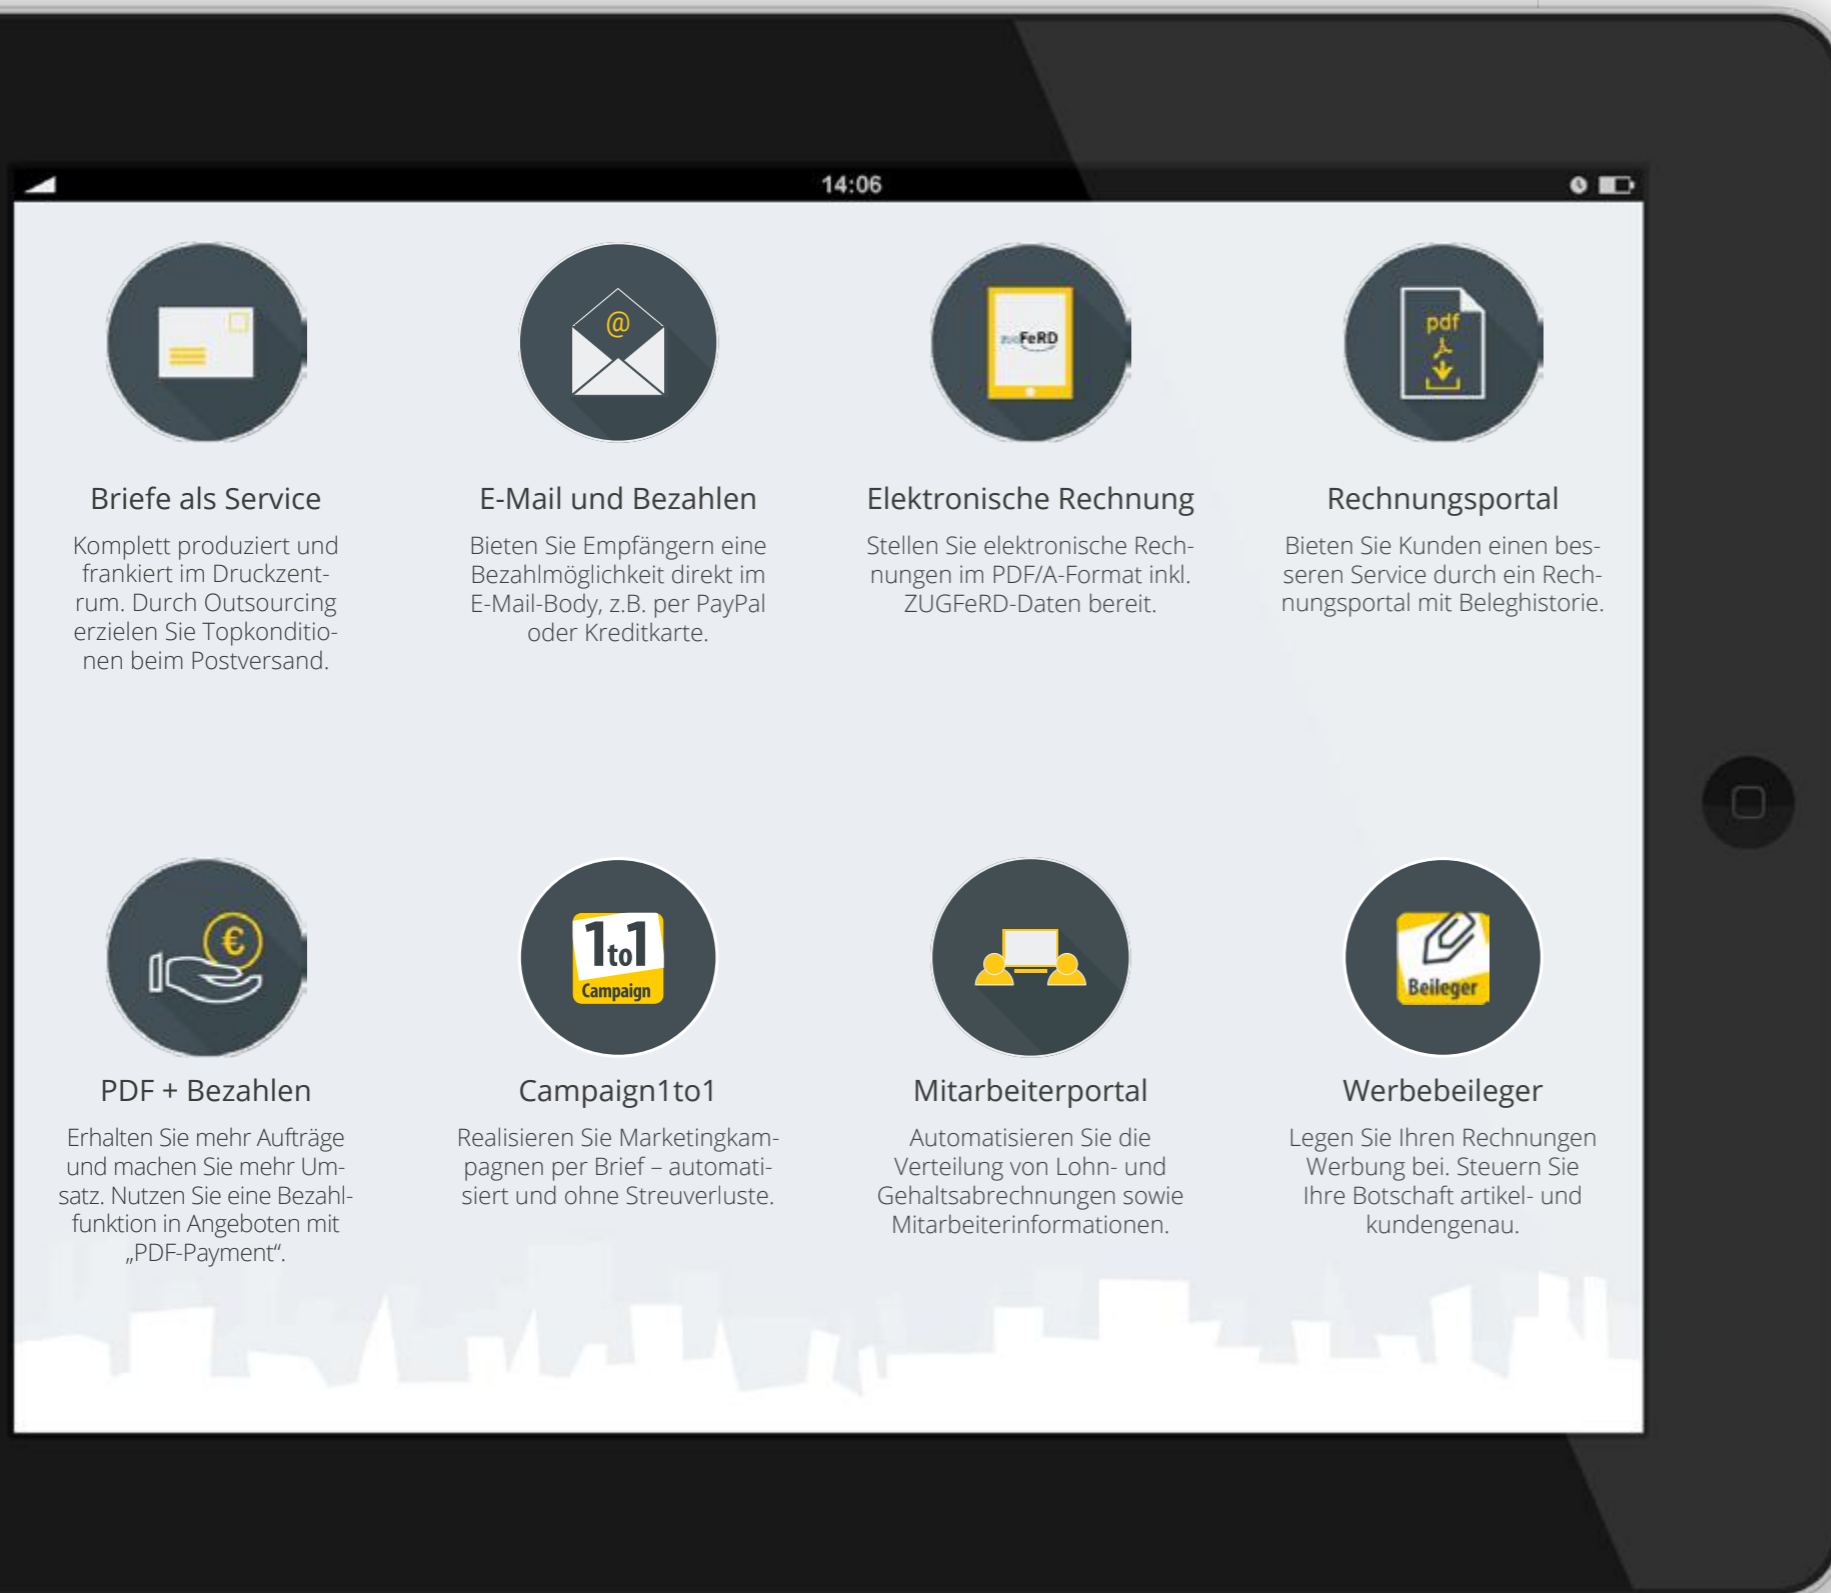 14:06
@
zugFeRD
pdf
Briefe als Service
Komplett produziert und
frankiert im Druckzent-
rum. Durch Outsourcing
erzielen Sie Topkonditio-
nen beim Postversand.
E-Mail und Bezahlen
Bieten Sie Empfängern eine
Bezahlmöglichkeit direkt im
E-Mail-Body, z.B. per PayPal
oder Kreditkarte.
Elektronische Rechnung
Stellen Sie elektronische Rech-
nungen im PDF/A-Format inkl.
ZUGFeRD-Daten bereit.
Rechnungsportal
Bieten Sie Kunden einen bes-
seren Service durch ein Rech-
nungsportal mit Beleghistorie.
€
1to1
Campaign
Beileger
PDF + Bezahlen
Erhalten Sie mehr Aufträge
und machen Sie mehr Um-
satz. Nutzen Sie eine Bezahl-
funktion in Angeboten mit
„PDF-Payment“.
Campaign1to1
Realisieren Sie Marketingkam-
pagnen per Brief – automati-
siert und ohne Streuverluste.
Mitarbeiterportal
Automatisieren Sie die
Verteilung von Lohn- und
Gehaltsabrechnungen sowie
Mitarbeiterinformationen.
Werbebeileger
Legen Sie Ihren Rechnungen
Werbung bei. Steuern Sie
Ihre Botschaft artikel- und
kundengenau.